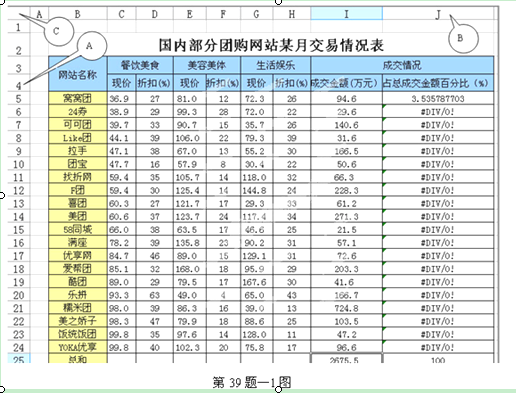 A B C D E F G H I J
1 C
2 国内部分团购网站某月交易情况表 A B
3 网站名称 餐饮美食 美容美体 生活娱乐 成交情况
4 现价 折扣(%) 现价 折扣(%) 现价 折扣(%) 成交金额(万元) 占总成交金额百分比(%)
5 窝窝团 36.9 27 81.0 12 72.3 26 94.6 3.535787703
6 24券 38.9 29 99.3 28 72.0 22 29.6 #DIV/0!
7 可可团 39.7 33 90.7 15 35.7 26 140.6 #DIV/0!
8 Like团 44.1 39 106.0 22 79.3 39 31.6 #DIV/0!
9 拉手 47.1 38 67.0 13 55.2 30 166.5 #DIV/0!
10 团宝 47.7 16 57.9 8 30.4 22 50.6 #DIV/0!
11 找折网 59.4 35 105.7 14 118.0 32 66.3 #DIV/0!
12 F团 59.4 30 125.4 14 144.8 24 228.3 #DIV/0!
13 喜团 60.3 27 121.7 17 29.3 33 61.2 #DIV/0!
14 美团 60.6 37 123.7 24 117.4 34 271.3 #DIV/0!
15 58同城 66.0 38 63.5 17 46.6 25 21.5 #DIV/0!
16 满座 78.2 39 135.8 23 90.2 31 57.1 #DIV/0!
17 优享网 84.7 46 89.0 15 129.1 31 72.6 #DIV/0!
18 爱帮团 85.1 32 168.0 18 95.9 29 203.3 #DIV/0!
19 酷团 89.0 29 79.5 17 167.6 30 41.6 #DIV/0!
20 乐拼 93.3 63 49.0 4 65.0 43 166.7 #DIV/0!
21 糯米团 98.0 39 86.3 16 39.0 13 724.8 #DIV/0!
22 美之娇子 98.3 47 79.9 18 88.6 25 103.5 #DIV/0!
23 饭统饭团 99.8 35 97.6 14 128.0 11 47.2 #DIV/0!
24 YOKA优享 99.8 40 102.3 20 75.8 17 96.6 #DIV/0!
25 总和 2675.5 100
第 39 题—1 图